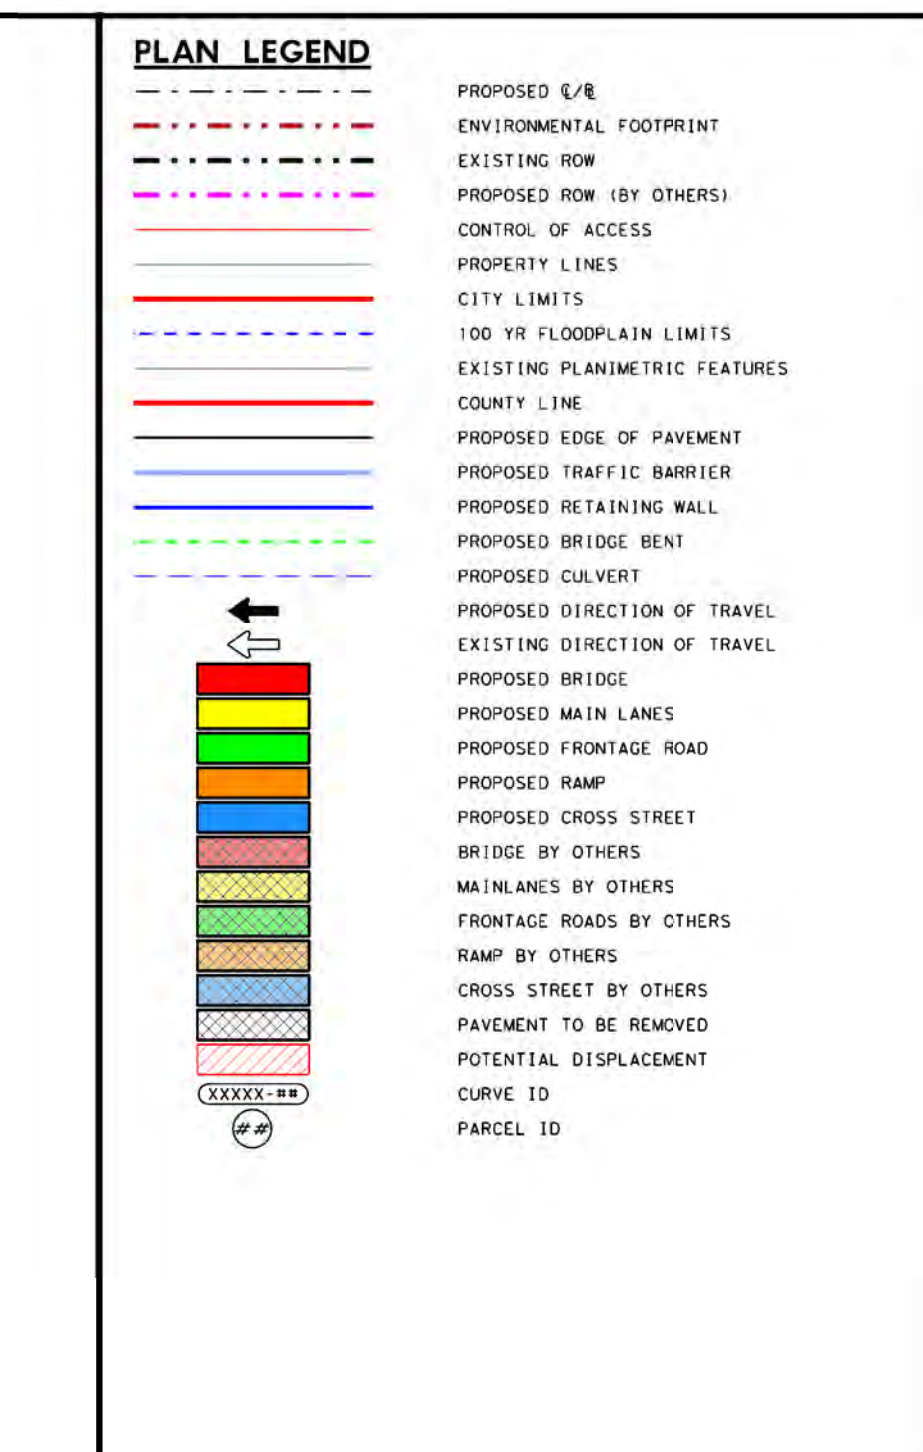 PLAN LEGEND
PROPOSED ℄/B
ENVIRONMENTAL FOOTPRINT
EXISTING ROW
PROPOSED ROW (BY OTHERS)
CONTROL OF ACCESS
PROPERTY LINES
CITY LIMITS
100 YR FLOODPLAIN LIMITS
EXISTING PLANIMETRIC FEATURES
COUNTY LINE
PROPOSED EDGE OF PAVEMENT
PROPOSED TRAFFIC BARRIER
PROPOSED RETAINING WALL
PROPOSED BRIDGE BENT
PROPOSED CULVERT
PROPOSED DIRECTION OF TRAVEL
EXISTING DIRECTION OF TRAVEL
PROPOSED BRIDGE
PROPOSED MAIN LANES
PROPOSED FRONTAGE ROAD
PROPOSED RAMP
PROPOSED CROSS STREET
BRIDGE BY OTHERS
MAINLANES BY OTHERS
FRONTAGE ROADS BY OTHERS
RAMP BY OTHERS
CROSS STREET BY OTHERS
PAVEMENT TO BE REMOVED
POTENTIAL DISPLACEMENT
XXXXX-## CURVE ID
## PARCEL ID